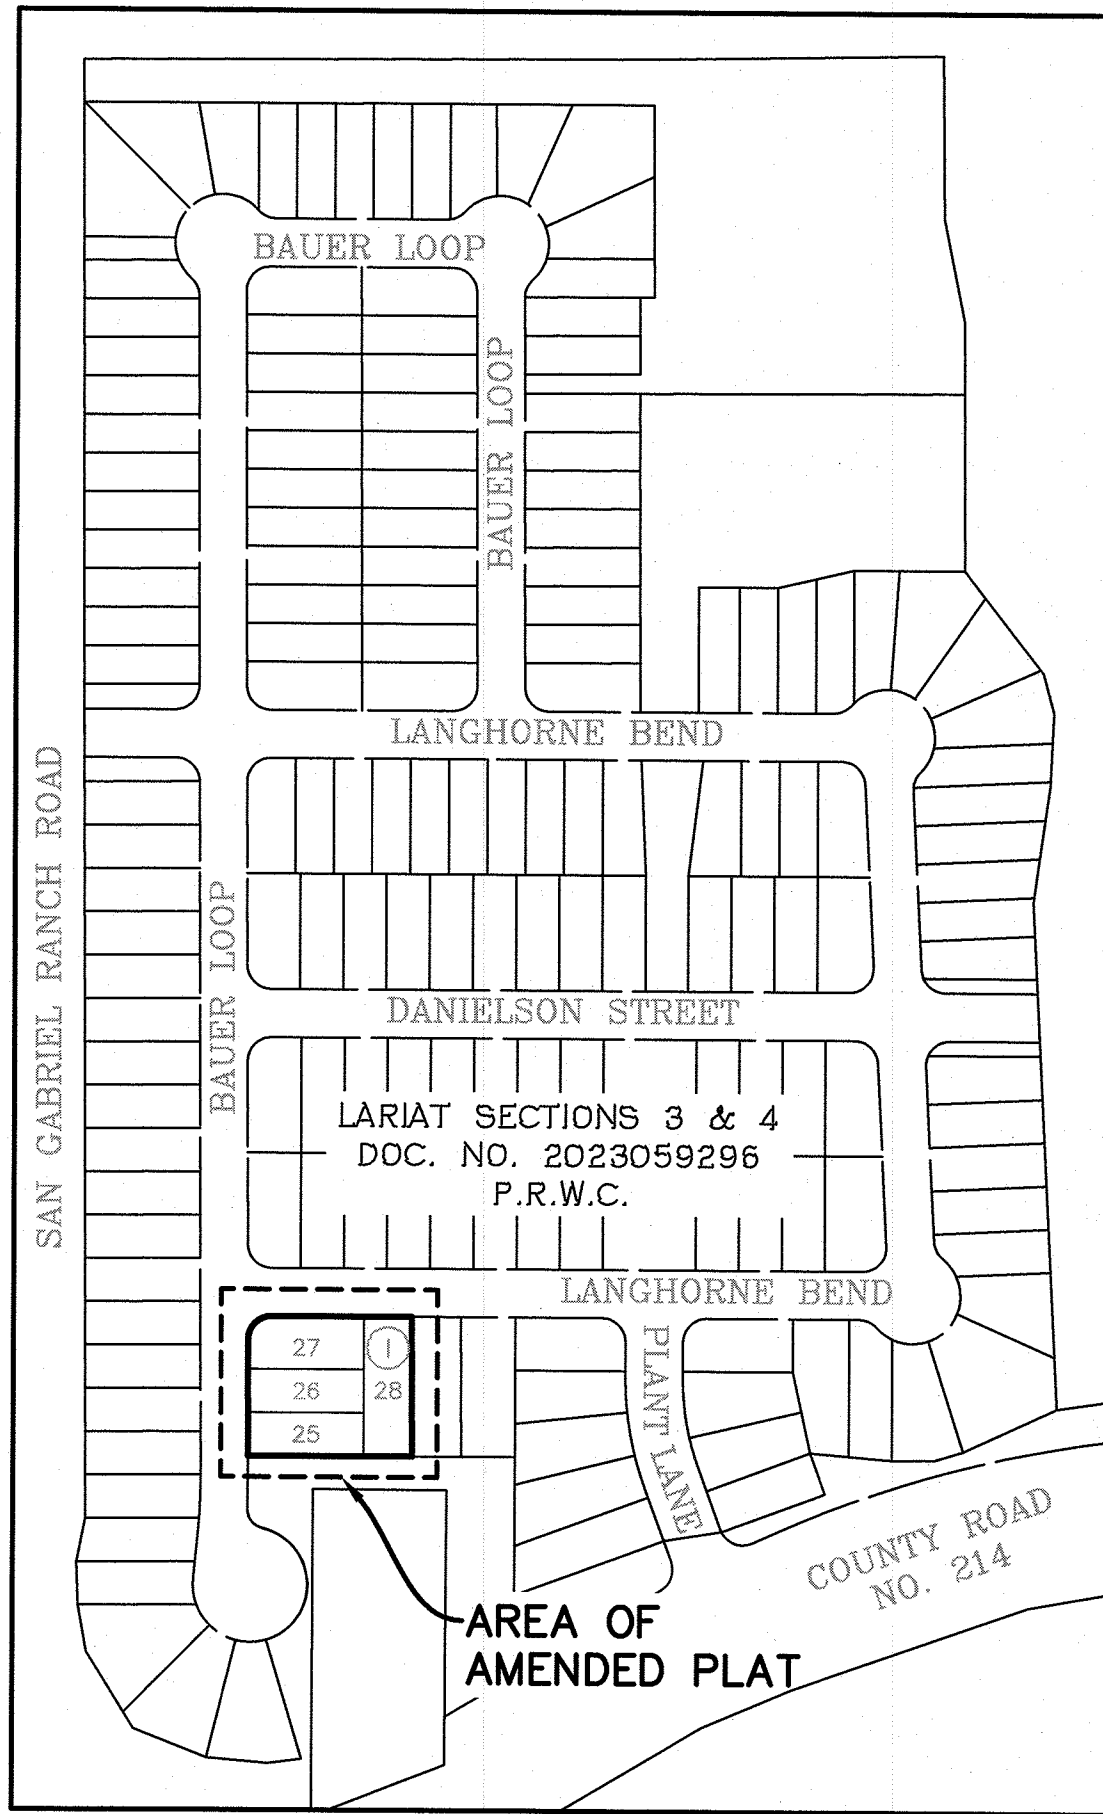 BAUER LOOP
BAUER LOOP
LANGHORNE BEND
SAN GABRIEL RANCH ROAD
BAUER LOOP
DANIELSON STREET
LARIAT SECTIONS 3 & 4
DOC. NO. 2023059296
P.R.W.C.
LANGHORNE BEND
27
1
26
28
25
PLANT LANE
COUNTY ROAD
NO. 214
AREA OF
AMENDED PLAT